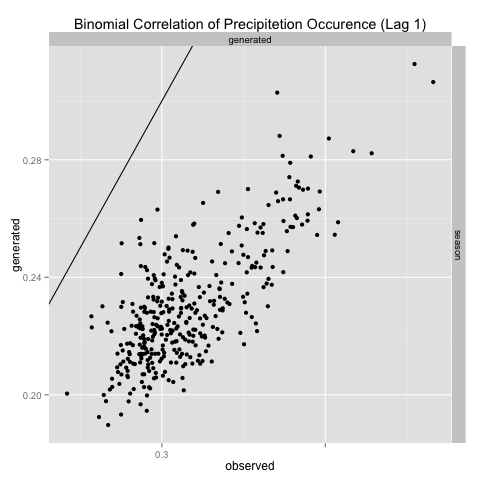 Binomial Correlation of Precipitetion Occurence (Lag 1)
generated
season
generated
0.28
0.24
0.20
0.3
observed